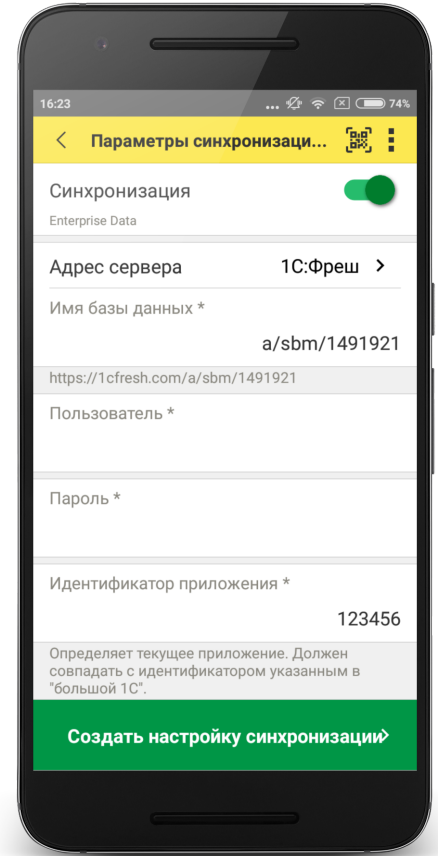 16:23
... 74%
Параметры синхронизаци...
Синхронизация
Enterprise Data
Адрес сервера 1С:Фреш
Имя базы данных *
a/sbm/1491921
https://1cfresh.com/a/sbm/1491921
Пользователь *
Пароль *
Идентификатор приложения *
123456
Определяет текущее приложение. Должен
совпадать с идентификатором указанным в
"большой 1С".
Создать настройку синхронизации